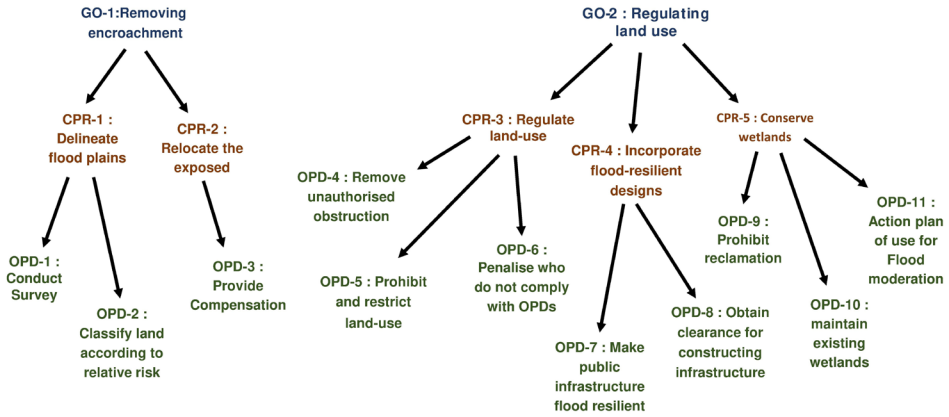 GO-1:Removing
encroachment
GO-2 : Regulating
land use
CPR-1 :
Delineate
flood plains
CPR-2 :
Relocate the
exposed
CPR-3 : Regulate
land-use
CPR-4 : Incorporate
flood-resilient
designs
CPR-5 : Conserve
wetlands
OPD-1 :
Conduct
Survey
OPD-2 :
Classify land
according to
relative risk
OPD-3 :
Provide
Compensation
OPD-4 : Remove
unauthorised
obstruction
OPD-5 : Prohibit
and restrict
land-use
OPD-6 :
Penalise who
do not comply
with OPDs
OPD-7 : Make
public
infrastructure
flood resilient
OPD-8 : Obtain
clearance for
constructing
infrastructure
OPD-9 :
Prohibit
reclamation
OPD-10 :
maintain
existing
wetlands
OPD-11 :
Action plan
of use for
Flood
moderation